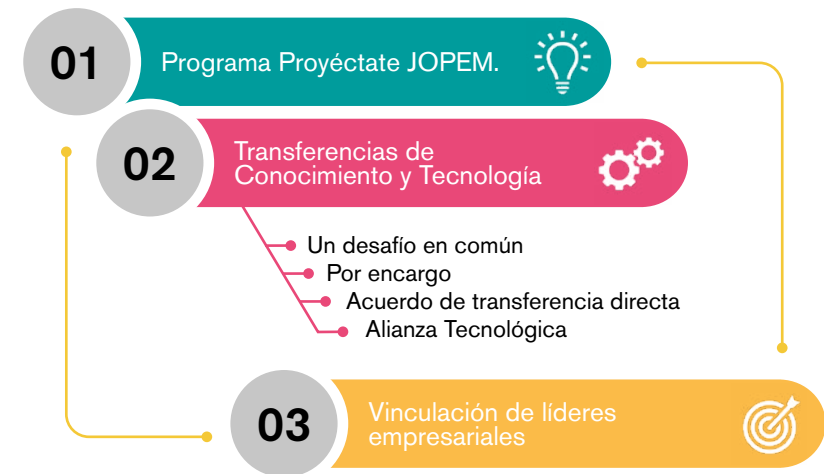 01
Programa Proyéctate JOPEM.
02
Transferencias de
Conocimiento y Tecnología
Un desafío en común
Por encargo
Acuerdo de transferencia directa
Alianza Tecnológica
03
Vinculación de líderes
empresariales